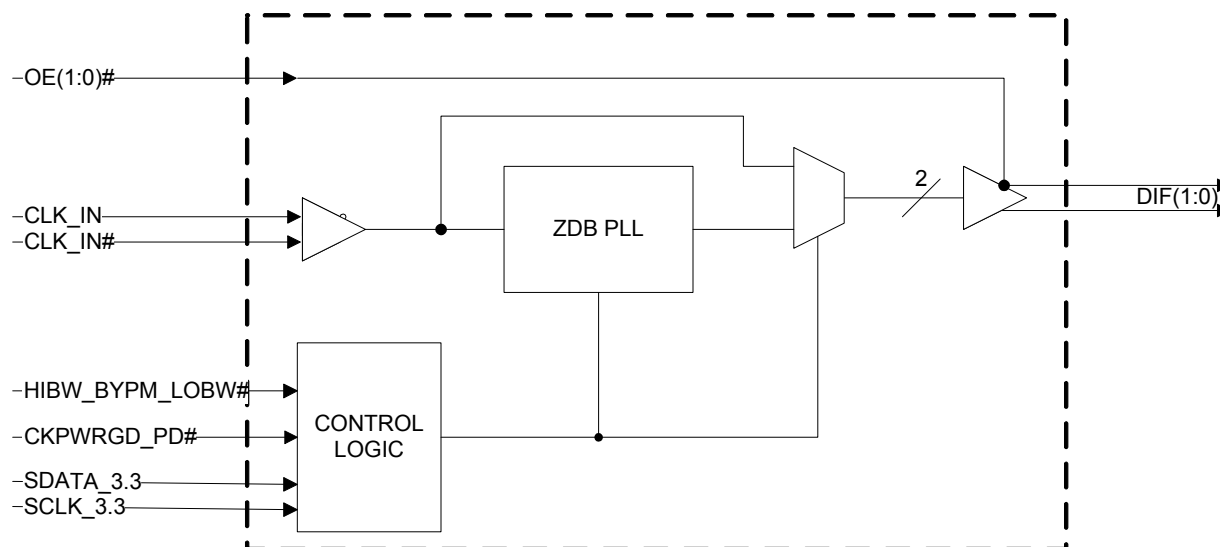 OE(1:0)#
2
DIF(1:0)
CLK_IN
CLK_IN#
ZDB PLL
HIBW_BYPM_LOBW#
CKPWRGD_PD#
SDATA_3.3
SCLK_3.3
CONTROL
LOGIC